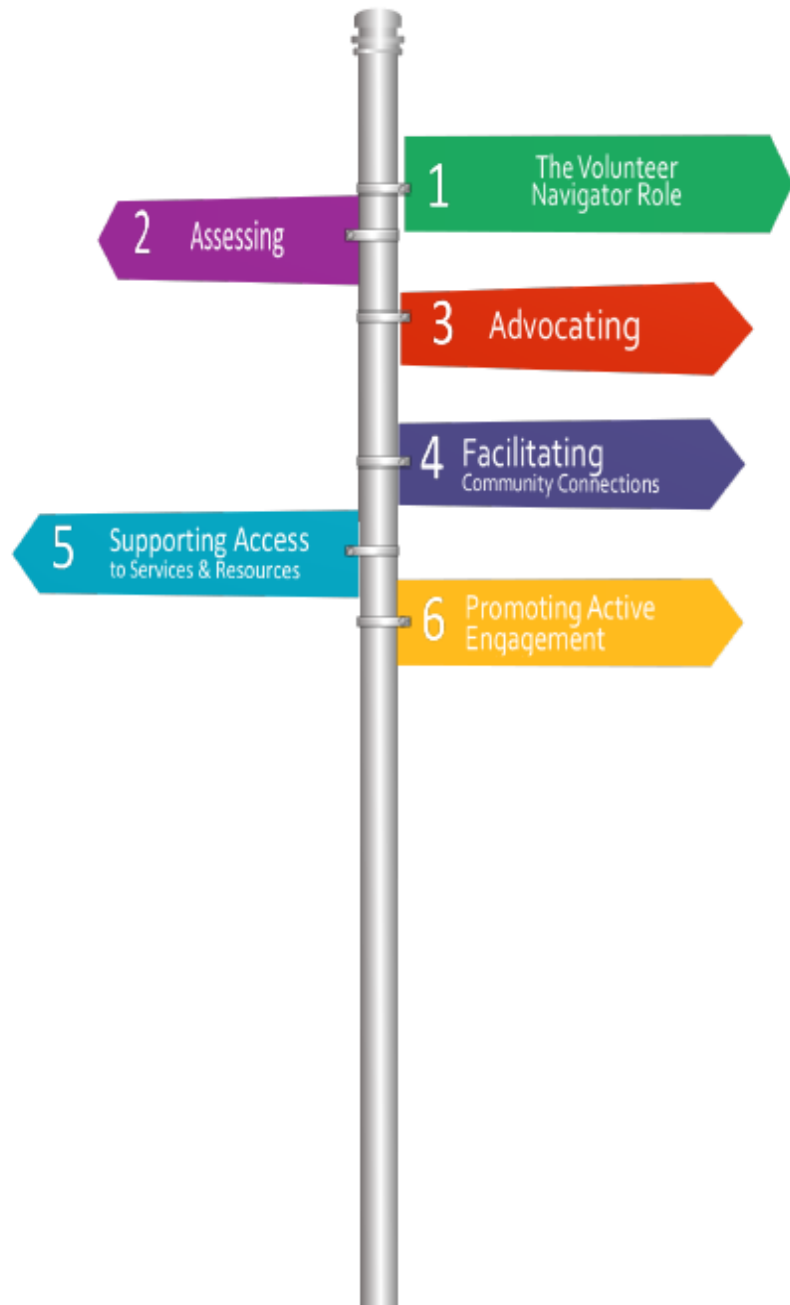 1
The Volunteer
Navigator Role
2 Assessing
3 Advocating
4 Facilitating
Community Connections
5 Supporting Access
to Services & Resources
6 Promoting Active
Engagement